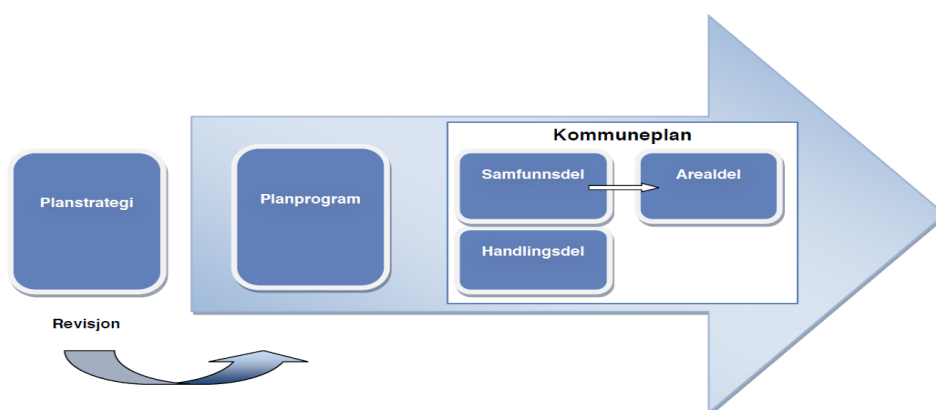 Kommuneplan
Planstrategi
Planprogram
Samfunnsdel
Arealdel
Handlingsdel
Revisjon